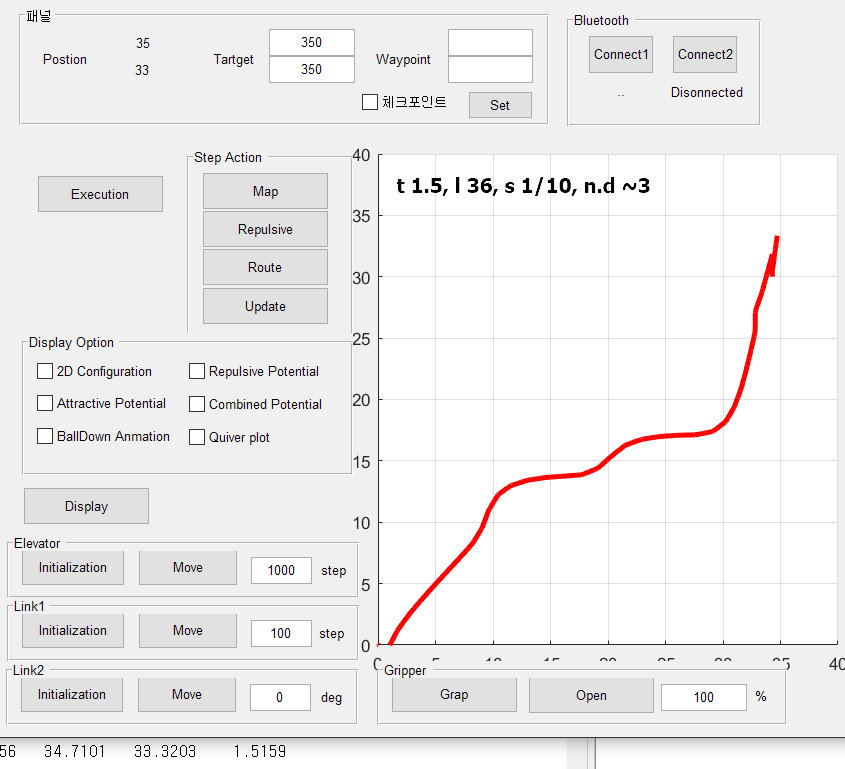 패널
Postion
35
33
Tartget
350
350
Waypoint
체크포인트
Set
Bluetooth
Connect1
Connect2
..
Disonnected
Execution
Step Action
Map
Repulsive
Route
Update
Display Option
2D Configuration
Repulsive Potential
Attractive Potential
Combined Potential
BallDown Anmation
Quiver plot
Display
t 1.5, l 36, s 1/10, n.d ~3
40
35
30
25
20
15
10
5
0
0 5 10 15 20 25 30 35 40
Elevator
Initialization
Move
1000
step
Link1
Initialization
Move
100
step
Link2
Initialization
Move
0
deg
Gripper
Grap
Open
100
%
56 34.7101 33.3203 1.5159